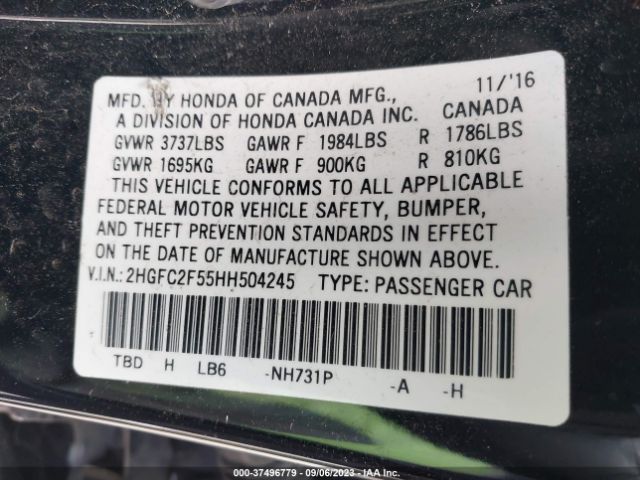 11/'16
MFD. BY HONDA OF CANADA MFG., CANADA
A DIVISION OF HONDA CANADA INC.
GVWR 3737LBS GAWR F 1984LBS R 1786LBS
GVWR 1695KG GAWR F 900KG R 810KG
THIS VEHICLE CONFORMS TO ALL APPLICABLE
FEDERAL MOTOR VEHICLE SAFETY, BUMPER,
AND THEFT PREVENTION STANDARDS IN EFFECT
ON THE DATE OF MANUFACTURE SHOWN ABOVE.
V.I.N.: 2HGFC2F55HH504245 TYPE: PASSENGER CAR
TBD H LB6 -NH731P -A -H
00-37496779 - 09/06/2023 - IAA Inc.